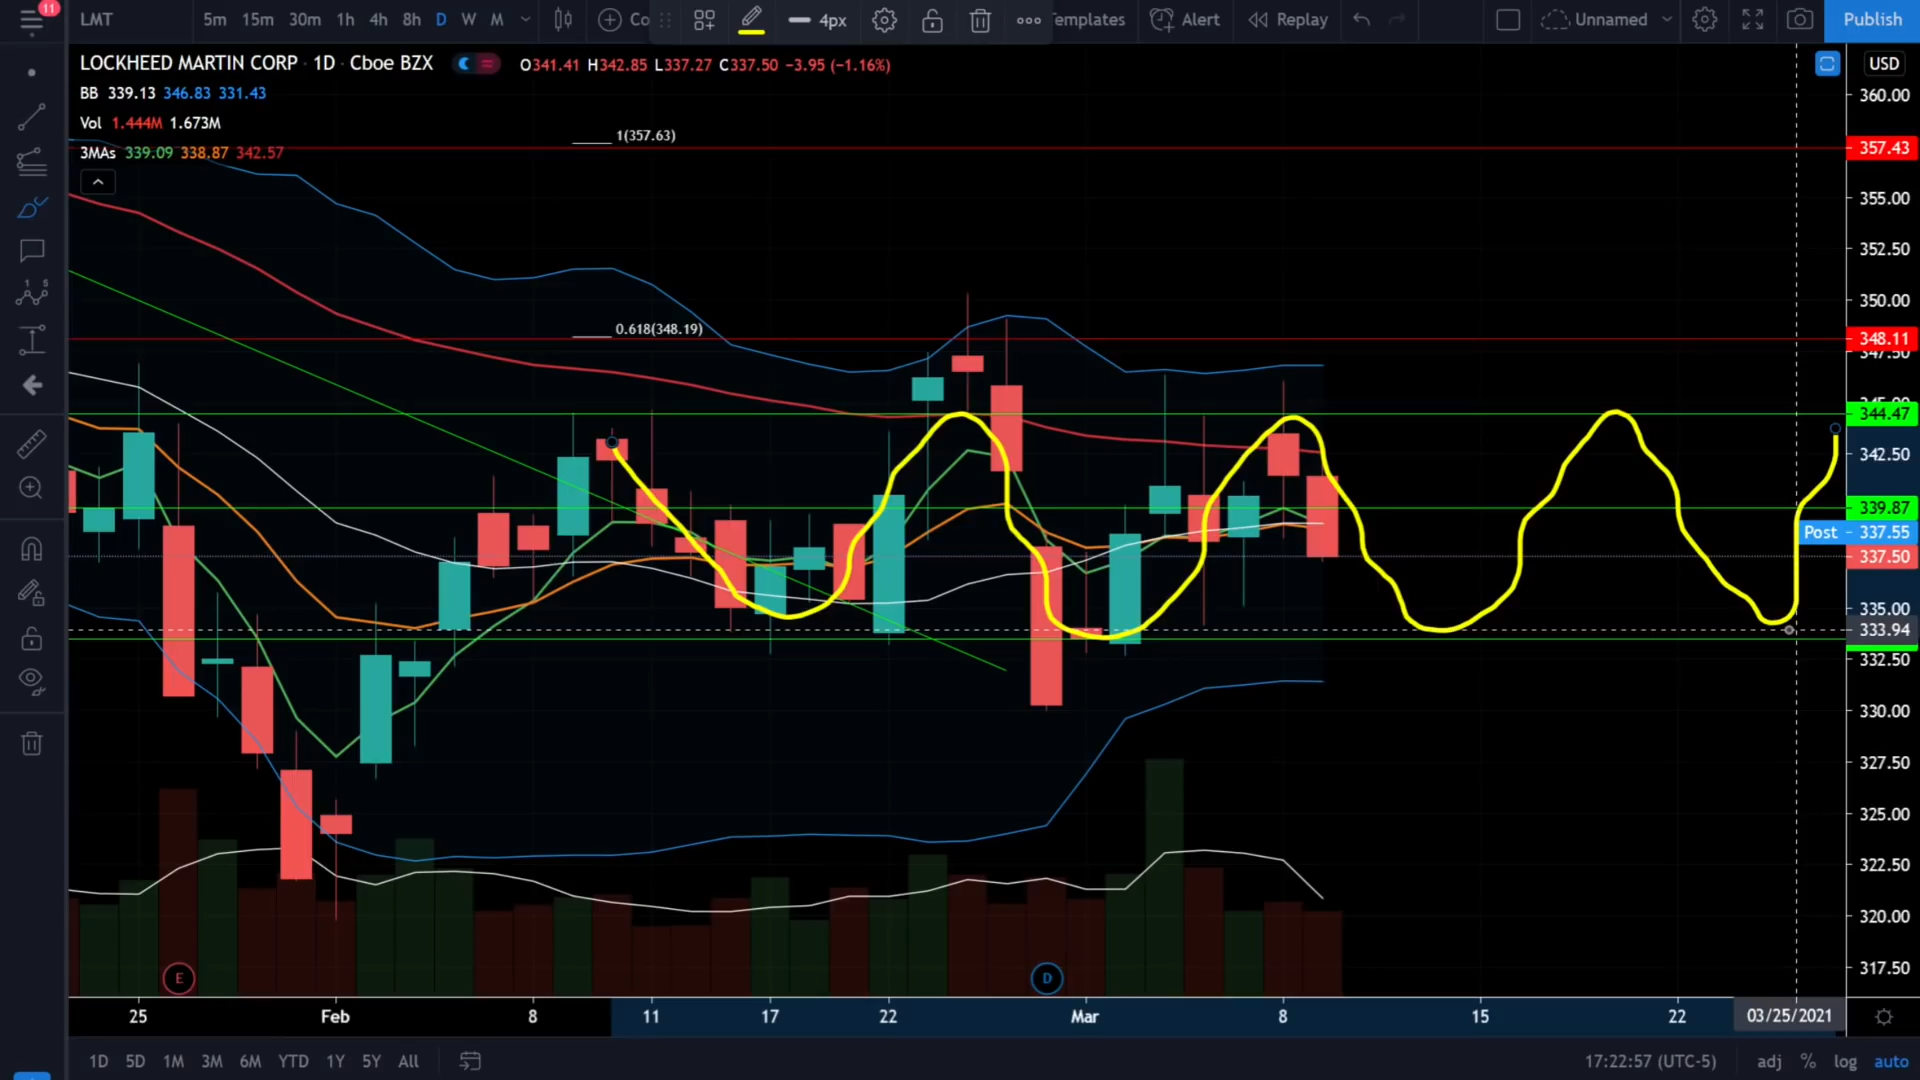 11
LMT 5m 15m 30m 1h 4h 8h D W M Co 4px emplates Alert Replay Unnamed Publish
LOCKHEED MARTIN CORP · 1D · Cboe BZX O341.41 H342.85 L337.27 C337.50 −3.95 (−1.16%)
USD
BB 339.13 346.83 331.43
Vol 1.444M 1.673M
3MAs 339.09 338.87 342.57
1(357.63)
0.618(348.19)
360.00
357.43
355.00
352.50
350.00
348.11
347.50
345.00
344.47
342.50
339.87
Post 337.55
337.50
335.00
333.94
332.50
330.00
327.50
325.00
322.50
320.00
317.50
1 5
E
D
25 Feb 8 11 17 22 Mar 8 15 22 03/25/2021
1D 5D 1M 3M 6M YTD 1Y 5Y All 17:22:57 (UTC-5) adj % log auto